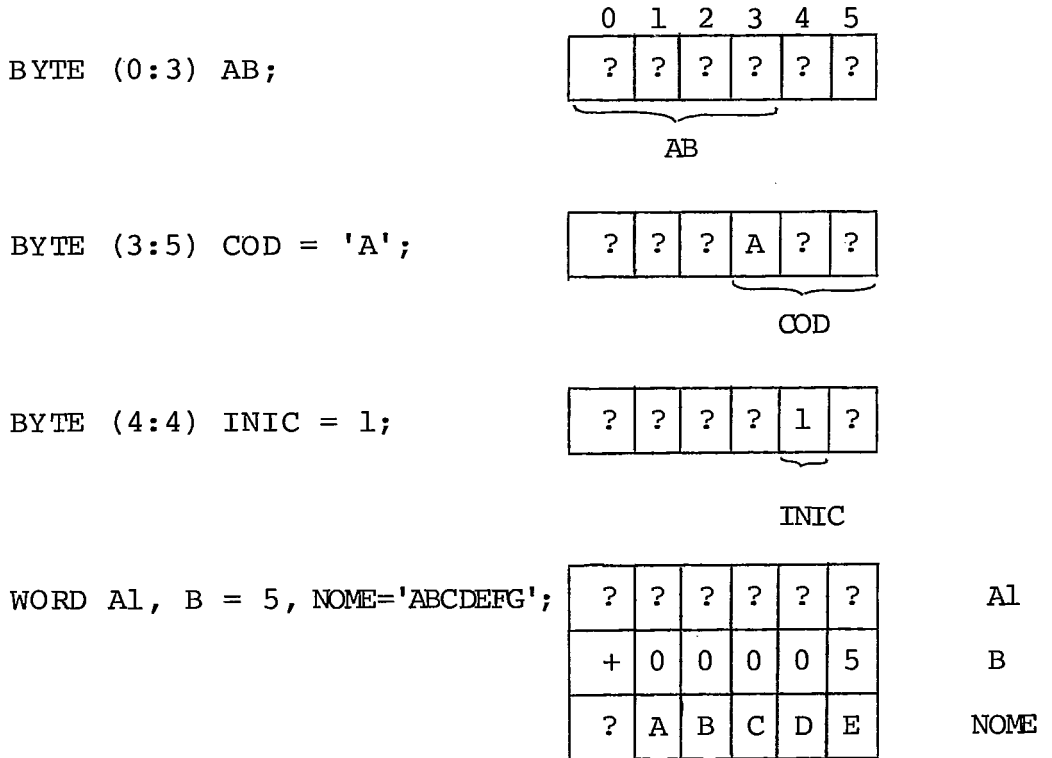 0 1 2 3 4 5
BYTE (0:3) AB; ? ? ? ? ? ?
AB
BYTE (3:5) COD = 'A'; ? ? ? A ? ?
COD
BYTE (4:4) INIC = 1; ? ? ? ? 1 ?
INIC
WORD A1, B = 5, NOME='ABCDEFG'; ? ? ? ? ? ? A1
+ 0 0 0 0 5 B
? A B C D E NOME